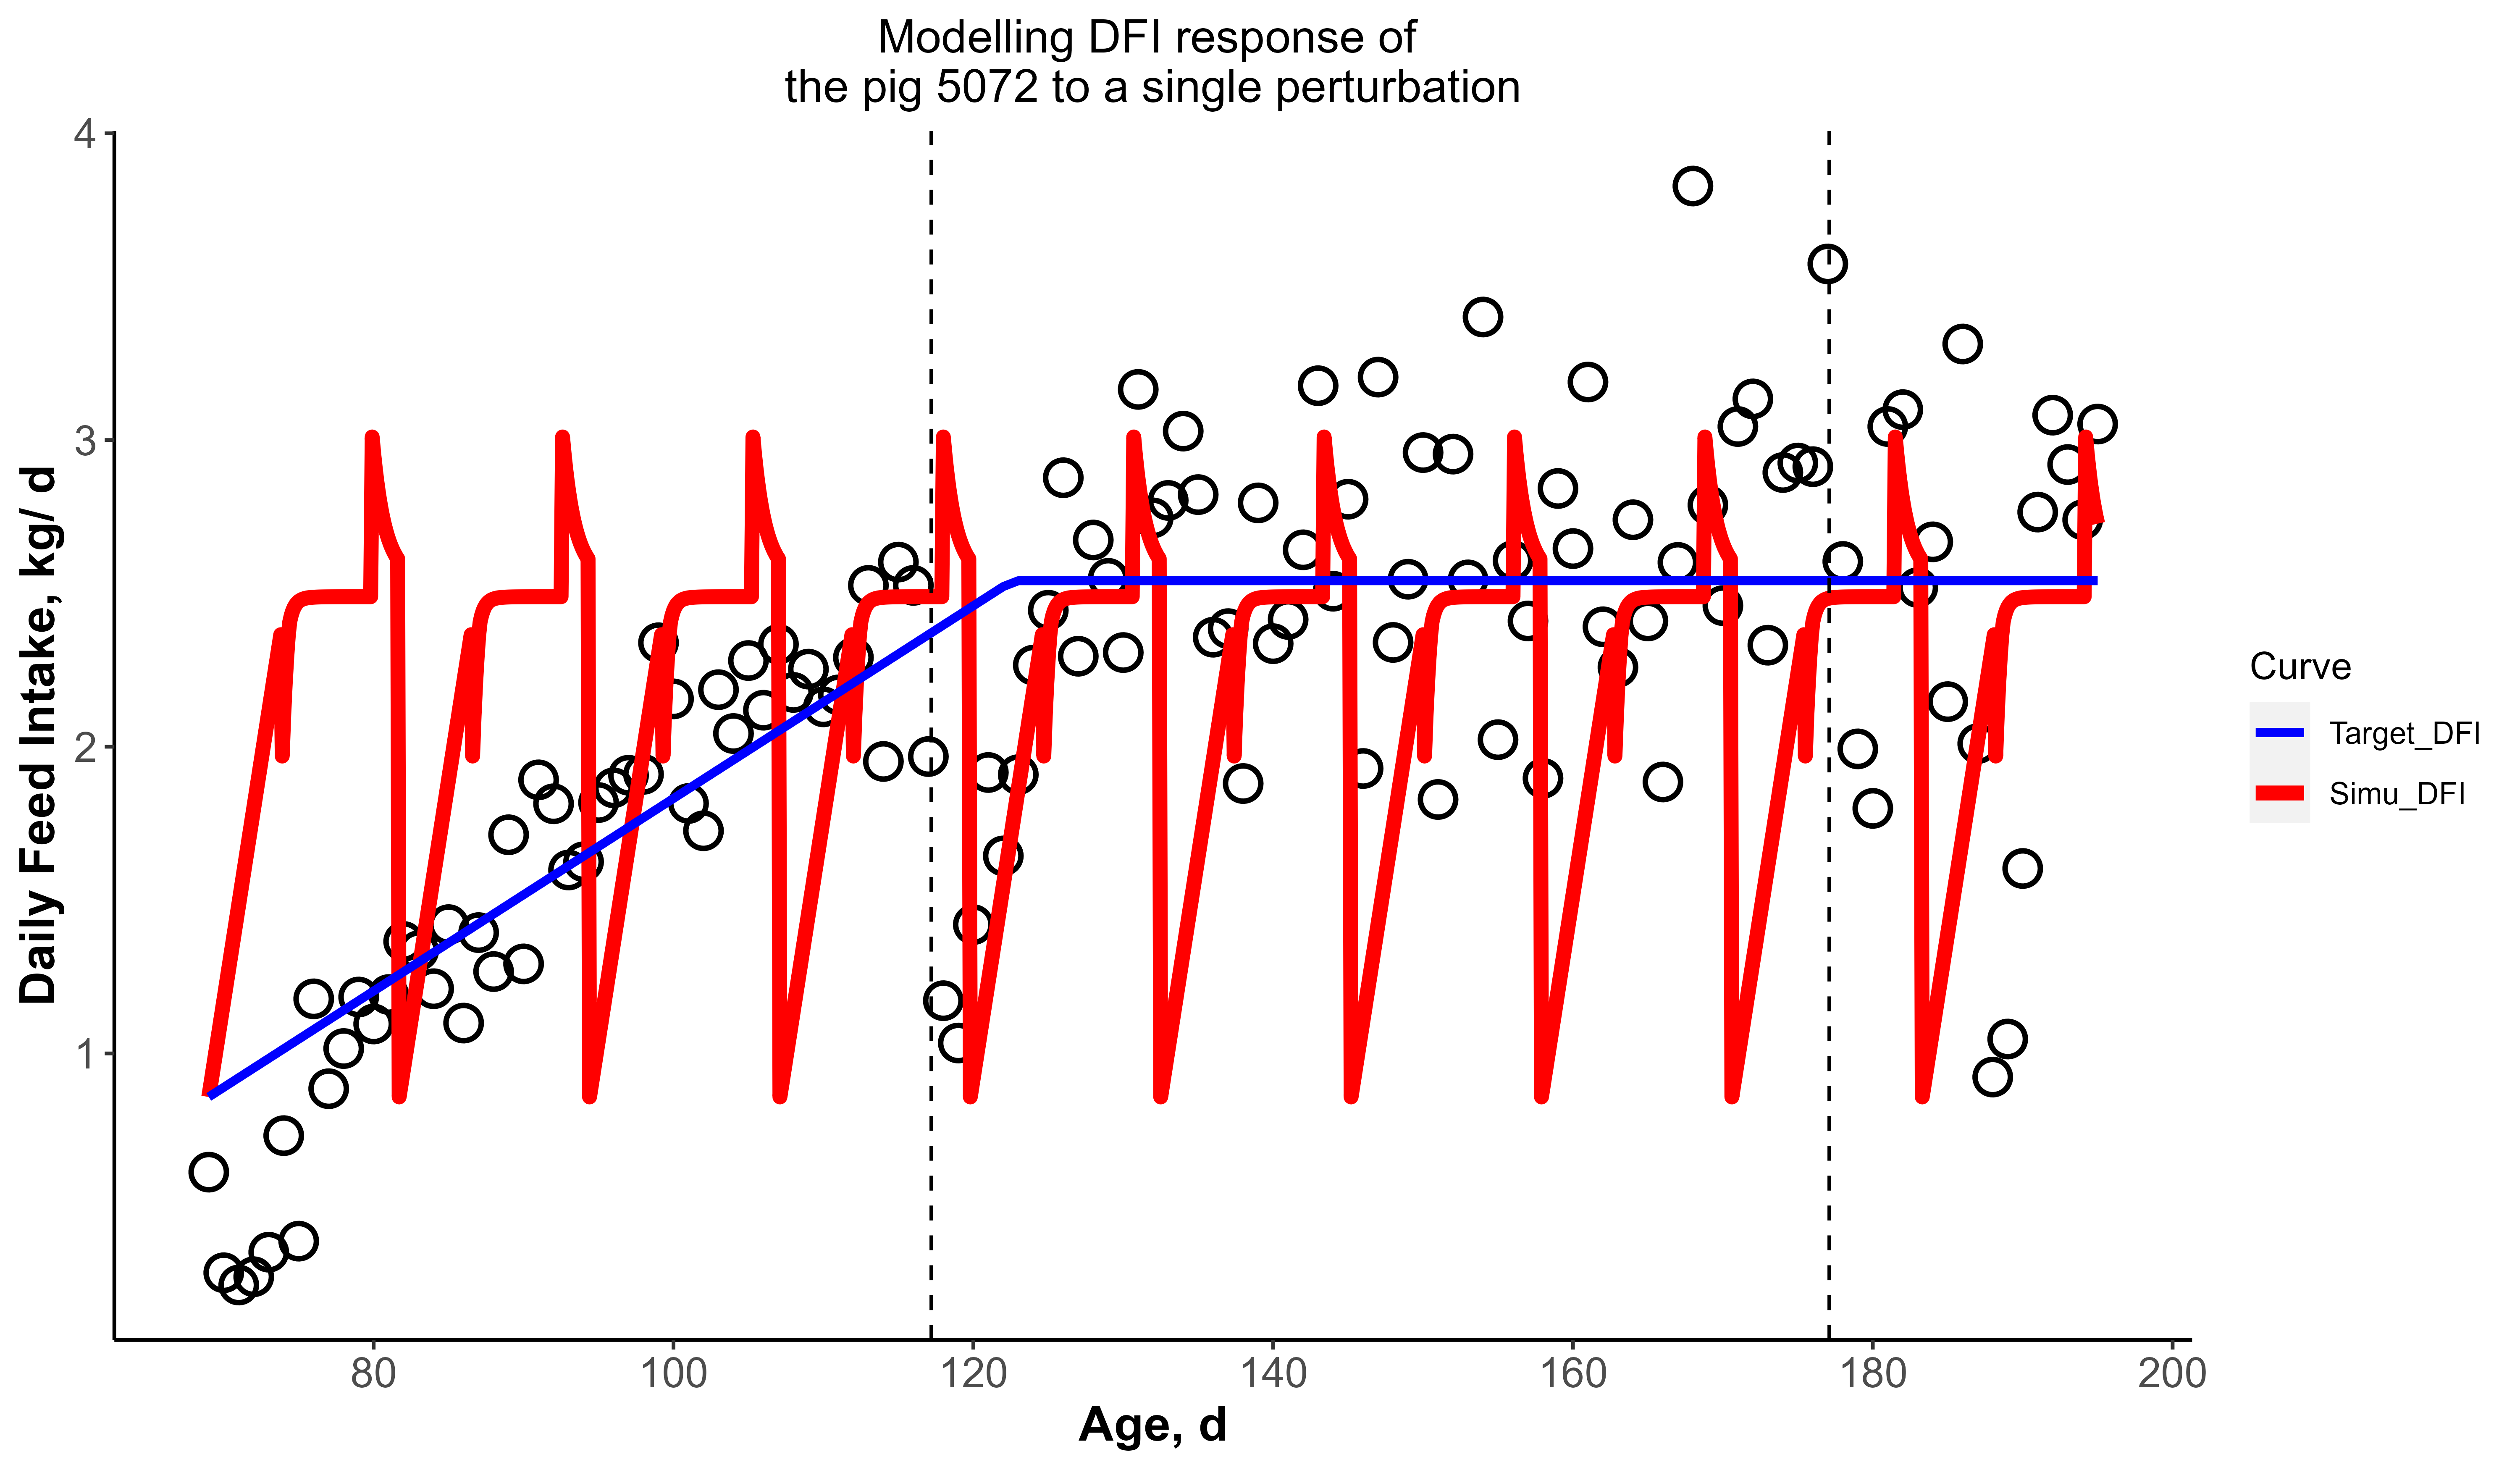 Modelling DFI response of
the pig 5072 to a single perturbation
4
3
2
1
Daily Feed Intake, kg/ d
80 100 120 140 160 180 200
Age, d
Curve
Target_DFI
Simu_DFI